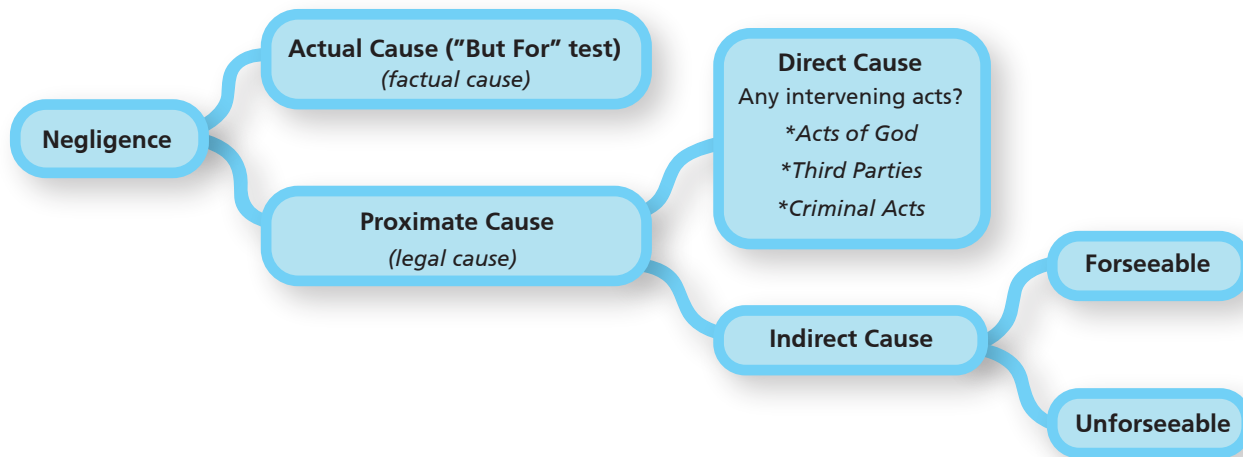 Negligence
Actual Cause ("But For" test)
(factual cause)
Proximate Cause
(legal cause)
Direct Cause
Any intervening acts?
*Acts of God
*Third Parties
*Criminal Acts
Indirect Cause
Forseeable
Unforseeable